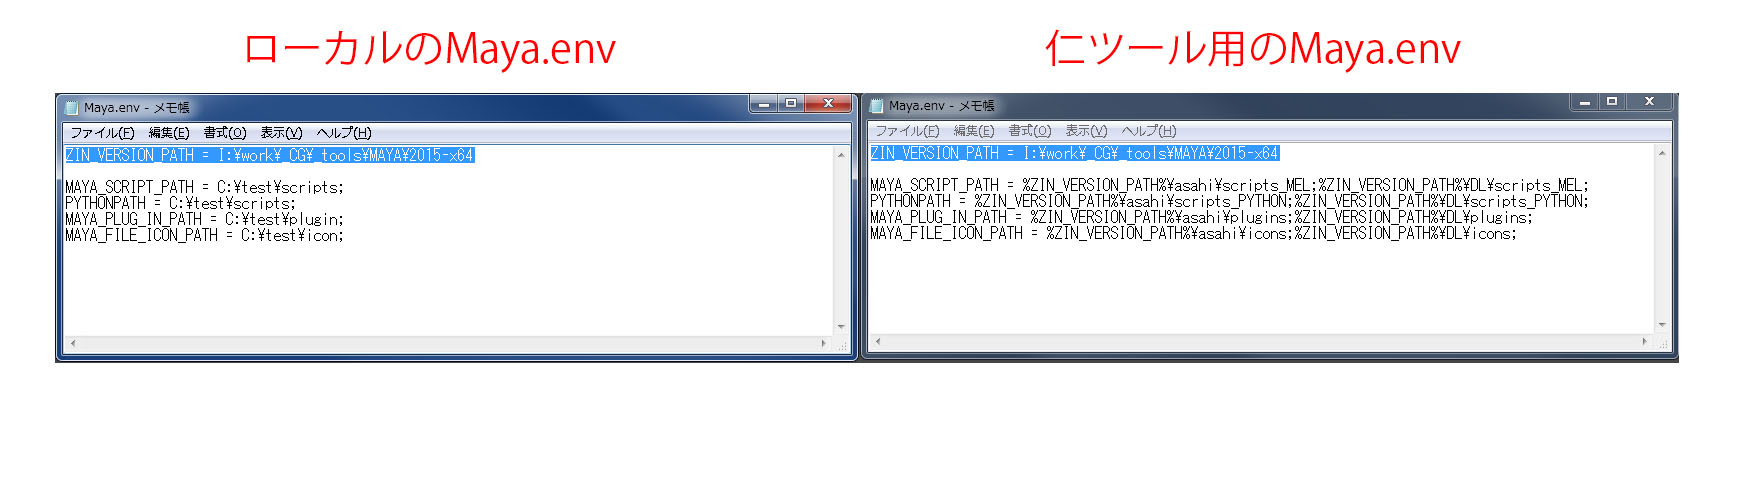 ローカルのMaya.env
Maya.env - メモ帳
ファイル(F) 編集(E) 書式(O) 表示(V) ヘルプ(H)
ZIN_VERSION_PATH = I:¥work¥_CG¥_tools¥MAYA¥2015-x64
MAYA_SCRIPT_PATH = C:¥test¥scripts;
PYTHONPATH = C:¥test¥scripts;
MAYA_PLUG_IN_PATH = C:¥test¥plugin;
MAYA_FILE_ICON_PATH = C:¥test¥icon;
仁ツール用のMaya.env
Maya.env - メモ帳
ファイル(F) 編集(E) 書式(O) 表示(V) ヘルプ(H)
ZIN_VERSION_PATH = I:¥work¥_CG¥_tools¥MAYA¥2015-x64
MAYA_SCRIPT_PATH = %ZIN_VERSION_PATH%¥asahi¥scripts_MEL;%ZIN_VERSION_PATH%¥DL¥scripts_MEL;
PYTHONPATH = %ZIN_VERSION_PATH%¥asahi¥scripts_PYTHON;%ZIN_VERSION_PATH%¥DL¥scripts_PYTHON;
MAYA_PLUG_IN_PATH = %ZIN_VERSION_PATH%¥asahi¥plugins;%ZIN_VERSION_PATH%¥DL¥plugins;
MAYA_FILE_ICON_PATH = %ZIN_VERSION_PATH%¥asahi¥icons;%ZIN_VERSION_PATH%¥DL¥icons;